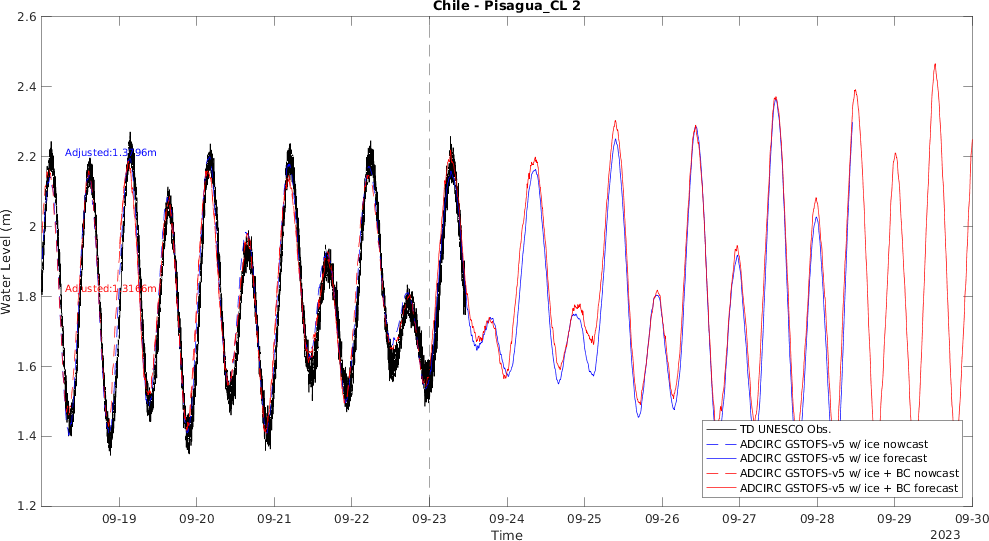 Chile - Pisagua_CL 2
2.6
2.4
2.2
2
1.8
1.6
1.4
1.2
Water Level (m)
Adjusted:1.3796m
Adjusted:1.3166m
TD UNESCO Obs.
ADCIRC GSTOFS-v5 w/ ice nowcast
ADCIRC GSTOFS-v5 w/ ice forecast
ADCIRC GSTOFS-v5 w/ ice + BC nowcast
ADCIRC GSTOFS-v5 w/ ice + BC forecast
09-19 09-20 09-21 09-22 09-23 09-24 09-25 09-26 09-27 09-28 09-29 09-30
Time
2023